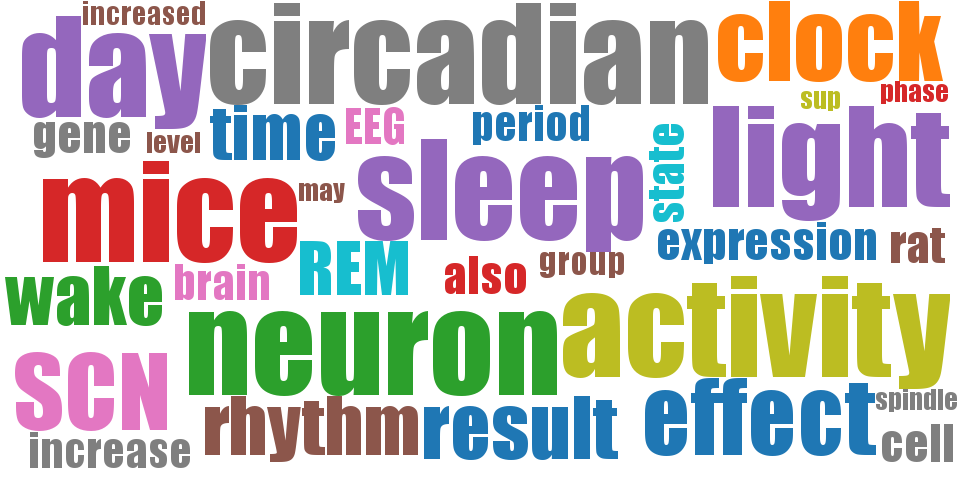 increased
day
circadian
clock
phase
sup
gene
level
time
EEG
period
light
state
mice
may
sleep
expression
rat
wake
brain
REM
also
group
neuron
activity
SCN
rhythm
result
effect
spindle
increase
cell